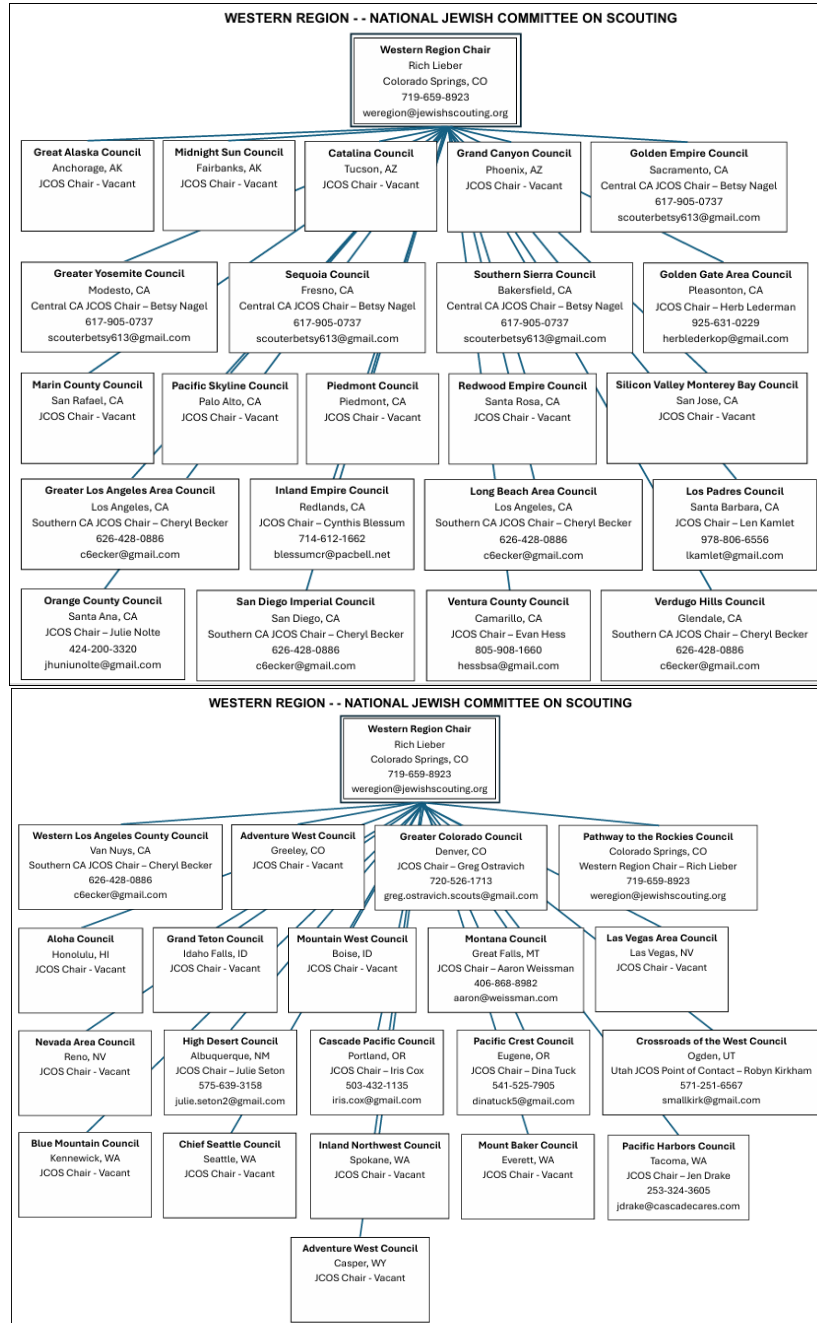 WESTERN REGION - - NATIONAL JEWISH COMMITTEE ON SCOUTING
Western Region Chair
Rich Lieber
Colorado Springs, CO
719-659-8923
weregion@jewishscouting.org
Great Alaska Council
Anchorage, AK
JCOS Chair - Vacant
Midnight Sun Council
Fairbanks, AK
JCOS Chair - Vacant
Catalina Council
Tucson, AZ
JCOS Chair - Vacant
Grand Canyon Council
Phoenix, AZ
JCOS Chair - Vacant
Golden Empire Council
Sacramento, CA
Central CA JCOS Chair – Betsy Nagel
617-905-0737
scouterbetsy613@gmail.com
Greater Yosemite Council
Modesto, CA
Central CA JCOS Chair – Betsy Nagel
617-905-0737
scouterbetsy613@gmail.com
Sequoia Council
Fresno, CA
Central CA JCOS Chair – Betsy Nagel
617-905-0737
scouterbetsy613@gmail.com
Southern Sierra Council
Bakersfield, CA
Central CA JCOS Chair – Betsy Nagel
617-905-0737
scouterbetsy613@gmail.com
Golden Gate Area Council
Pleasonton, CA
JCOS Chair – Herb Lederman
925-631-0229
herblederkop@gmail.com
Marin County Council
San Rafael, CA
JCOS Chair - Vacant
Pacific Skyline Council
Palo Alto, CA
JCOS Chair - Vacant
Piedmont Council
Piedmont, CA
JCOS Chair - Vacant
Redwood Empire Council
Santa Rosa, CA
JCOS Chair - Vacant
Silicon Valley Monterey Bay Council
San Jose, CA
JCOS Chair - Vacant
Greater Los Angeles Area Council
Los Angeles, CA
Southern CA JCOS Chair – Cheryl Becker
626-428-0886
c6ecker@gmail.com
Inland Empire Council
Redlands, CA
JCOS Chair – Cynthis Blessum
714-612-1662
blessumcr@pacbell.net
Long Beach Area Council
Los Angeles, CA
Southern CA JCOS Chair – Cheryl Becker
626-428-0886
c6ecker@gmail.com
Los Padres Council
Santa Barbara, CA
JCOS Chair – Len Kamlet
978-806-6556
lkamlet@gmail.com
Orange County Council
Santa Ana, CA
JCOS Chair – Julie Nolte
424-200-3320
jhuniunolte@gmail.com
San Diego Imperial Council
San Diego, CA
Southern CA JCOS Chair – Cheryl Becker
626-428-0886
c6ecker@gmail.com
Ventura County Council
Camarillo, CA
JCOS Chair – Evan Hess
805-908-1660
hessbsa@gmail.com
Verdugo Hills Council
Glendale, CA
Southern CA JCOS Chair – Cheryl Becker
626-428-0886
c6ecker@gmail.com
WESTERN REGION - - NATIONAL JEWISH COMMITTEE ON SCOUTING
Western Region Chair
Rich Lieber
Colorado Springs, CO
719-659-8923
weregion@jewishscouting.org
Western Los Angeles County Council
Van Nuys, CA
Southern CA JCOS Chair – Cheryl Becker
626-428-0886
c6ecker@gmail.com
Adventure West Council
Greeley, CO
JCOS Chair - Vacant
Greater Colorado Council
Denver, CO
JCOS Chair – Greg Ostravich
720-526-1713
greg.ostravich.scouts@gmail.com
Pathway to the Rockies Council
Colorado Springs, CO
Western Region Chair – Rich Lieber
719-659-8923
weregion@jewishscouting.org
Aloha Council
Honolulu, HI
JCOS Chair - Vacant
Grand Teton Council
Idaho Falls, ID
JCOS Chair - Vacant
Mountain West Council
Boise, ID
JCOS Chair - Vacant
Montana Council
Great Falls, MT
JCOS Chair – Aaron Weissman
406-868-8982
aaron@weissman.com
Las Vegas Area Council
Las Vegas, NV
JCOS Chair - Vacant
Nevada Area Council
Reno, NV
JCOS Chair - Vacant
High Desert Council
Albuquerque, NM
JCOS Chair – Julie Seton
575-639-3158
julie.seton2@gmail.com
Cascade Pacific Council
Portland, OR
JCOS Chair – Iris Cox
503-432-1135
iris.cox@gmail.com
Pacific Crest Council
Eugene, OR
JCOS Chair – Dina Tuck
541-525-7905
dinatuck5@gmail.com
Crossroads of the West Council
Ogden, UT
Utah JCOS Point of Contact – Robyn Kirkham
571-251-6567
smallkirk@gmail.com
Blue Mountain Council
Kennewick, WA
JCOS Chair - Vacant
Chief Seattle Council
Seattle, WA
JCOS Chair - Vacant
Inland Northwest Council
Spokane, WA
JCOS Chair - Vacant
Mount Baker Council
Everett, WA
JCOS Chair - Vacant
Pacific Harbors Council
Tacoma, WA
JCOS Chair – Jen Drake
253-324-3605
jdrake@cascadecares.com
Adventure West Council
Casper, WY
JCOS Chair - Vacant